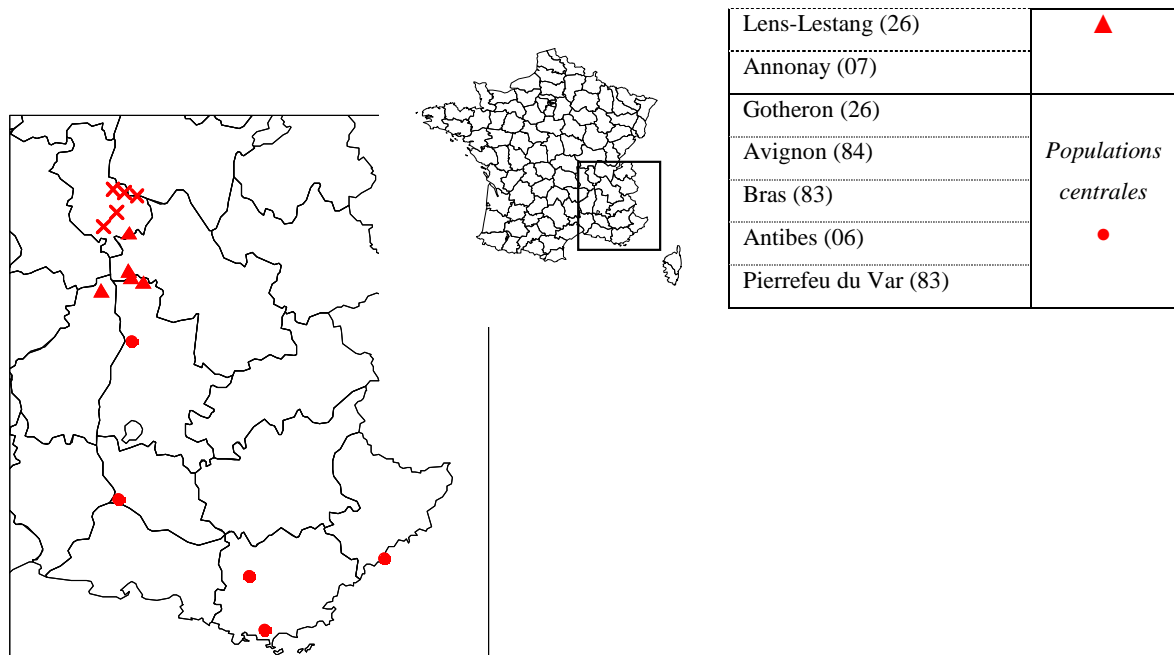 Lens-Lestang (26)
Annonay (07)
Gotheron (26)
Avignon (84)
Bras (83)
Antibes (06)
Pierrefeu du Var (83)
Populations
centrales